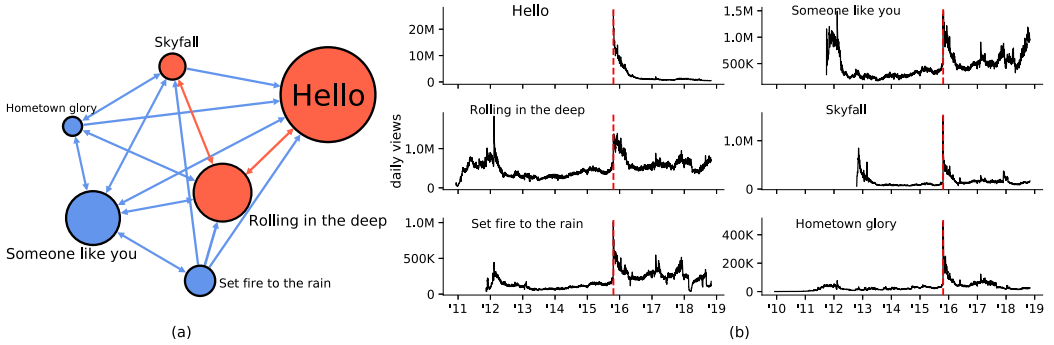 Skyfall
Hello
Hometown glory
Rolling in the deep
Someone like you
Set fire to the rain
(a)
daily views
Hello
20M
10M
0
Someone like you
1.5M
1.0M
500K
Rolling in the deep
1.0M
0
Skyfall
1.0M
0
Set fire to the rain
1.0M
500K
0
'11 '12 '13 '14 '15 '16 '17 '18 '19
Hometown glory
400K
200K
0
'10 '11 '12 '13 '14 '15 '16 '17 '18 '19
(b)